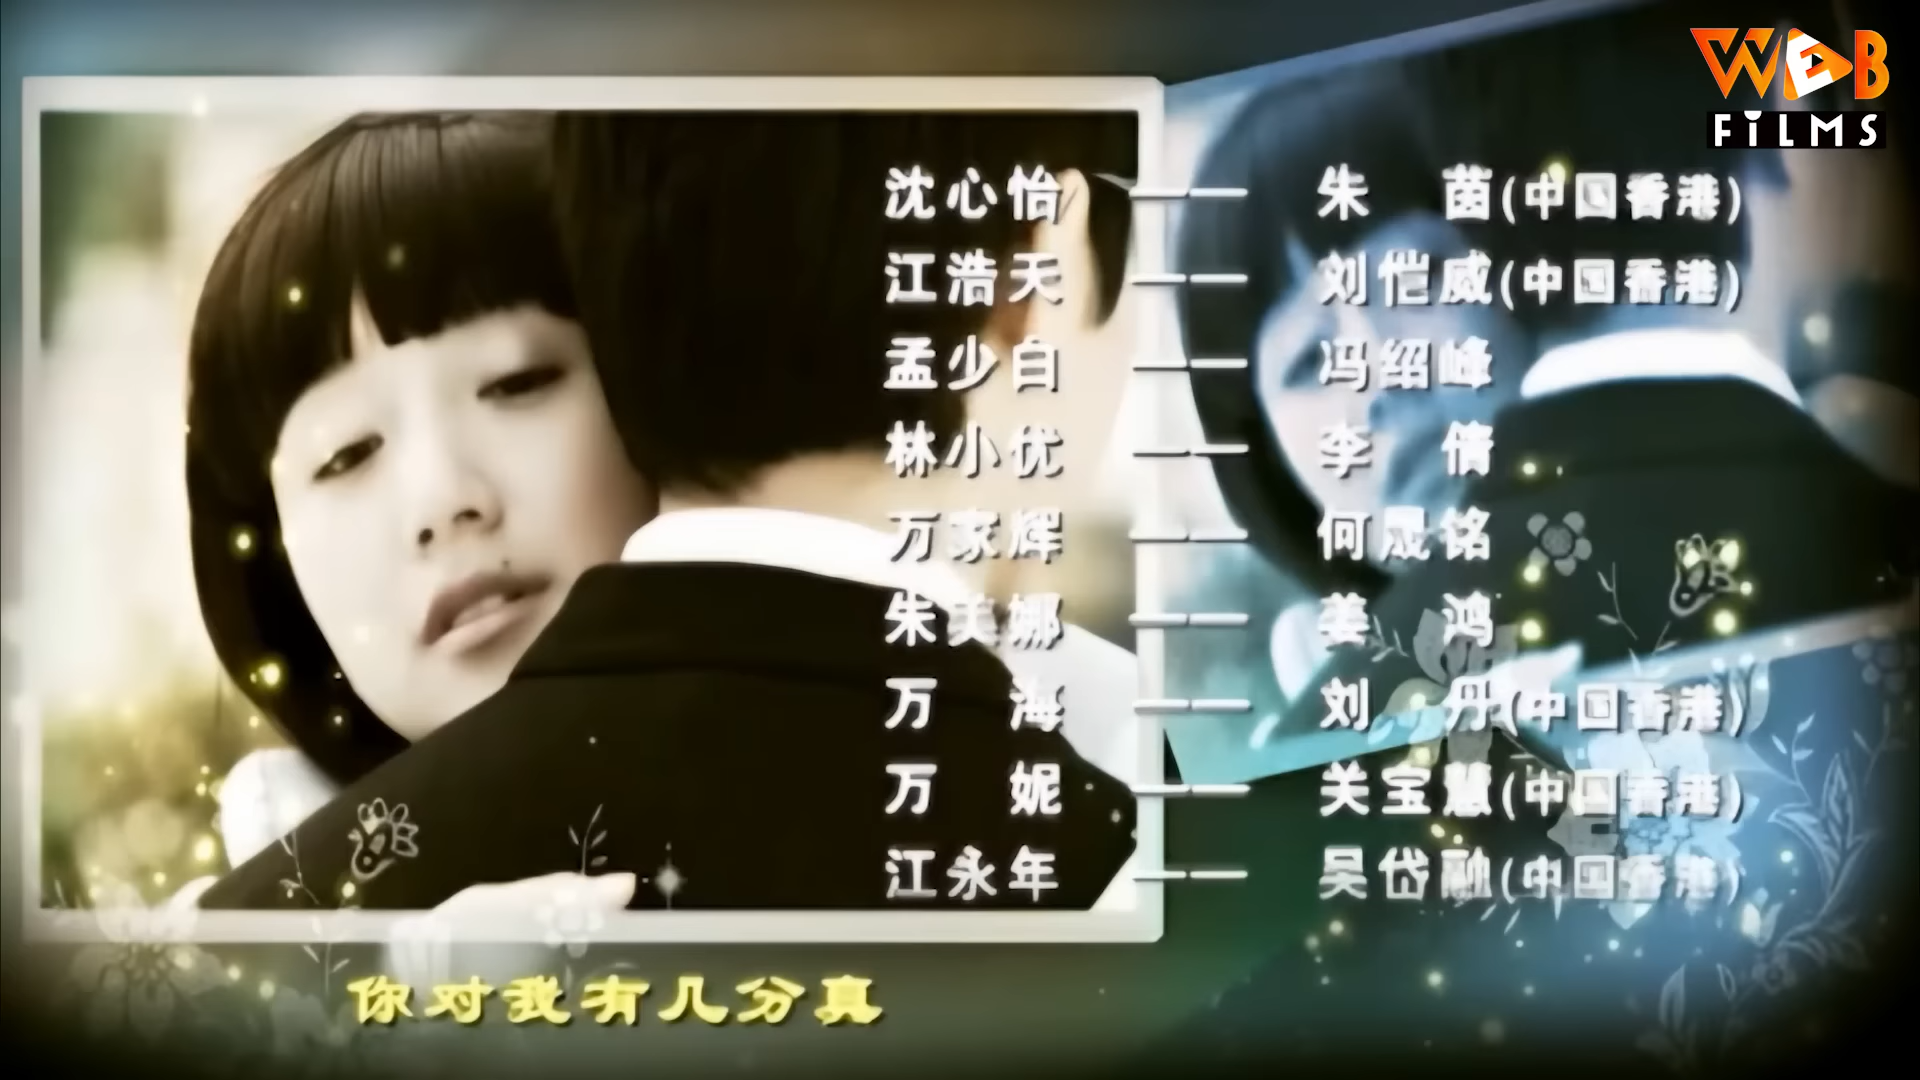 WEB
FiLMS
沈心怡——朱 茵(中国香港)
江浩天——刘恺威(中国香港)
孟少白——冯绍峰
林小优——李 倩
万家辉——何晟铭
朱美娜——姜 鸿
万 海——刘 丹(中国香港)
万 妮——关宝慧(中国香港)
江永年——吴岱融(中国香港)
你对我有几分真